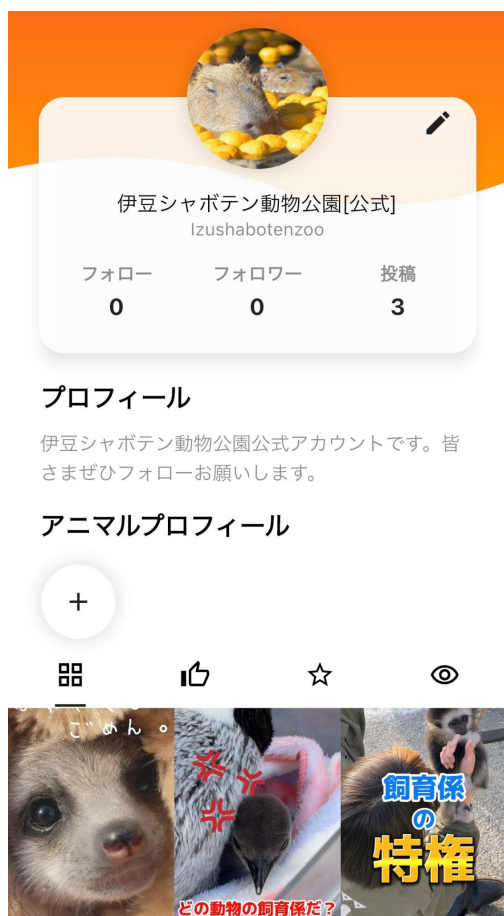 伊豆シャボテン動物公園[公式]
Izushabotenzoo
フォロー フォロワー 投稿
0 0 3
プロフィール
伊豆シャボテン動物公園公式アカウントです。皆
さまぜひフォローお願いします。
アニマルプロフィール
+
ごめん。
飼育係
の
特権
どの動物の飼育係だ？